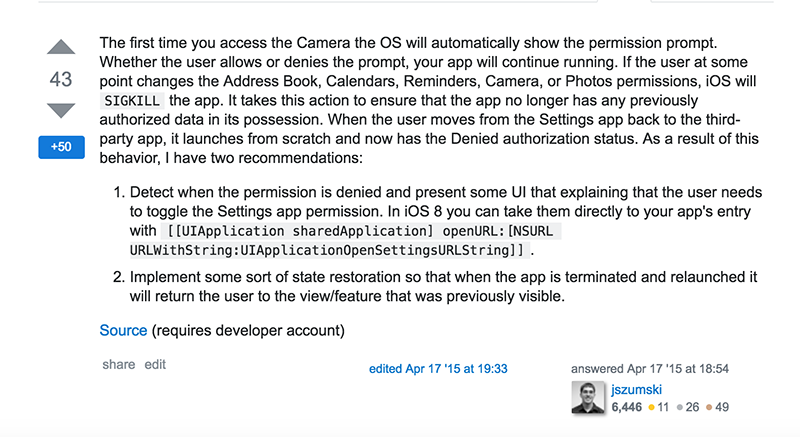 The first time you access the Camera the OS will automatically show the permission prompt.
Whether the user allows or denies the prompt, your app will continue running. If the user at some
43
point changes the Address Book, Calendars, Reminders, Camera, or Photos permissions, iOS will
SIGKILL the app. It takes this action to ensure that the app no longer has any previously
authorized data in its possession. When the user moves from the Settings app back to the third-
+50
party app, it launches from scratch and now has the Denied authorization status. As a result of this
behavior, I have two recommendations:
1. Detect when the permission is denied and present some UI that explaining that the user needs
to toggle the Settings app permission. In iOS 8 you can take them directly to your app's entry
with [[UIApplication sharedApplication] openURL:[NSURL
URLWithString:UIApplicationOpenSettingsURLString]] .
2. Implement some sort of state restoration so that when the app is terminated and relaunched it
will return the user to the view/feature that was previously visible.
Source (requires developer account)
share edit
edited Apr 17 '15 at 19:33
answered Apr 17 '15 at 18:54
jszumski
6,446 11 26 49